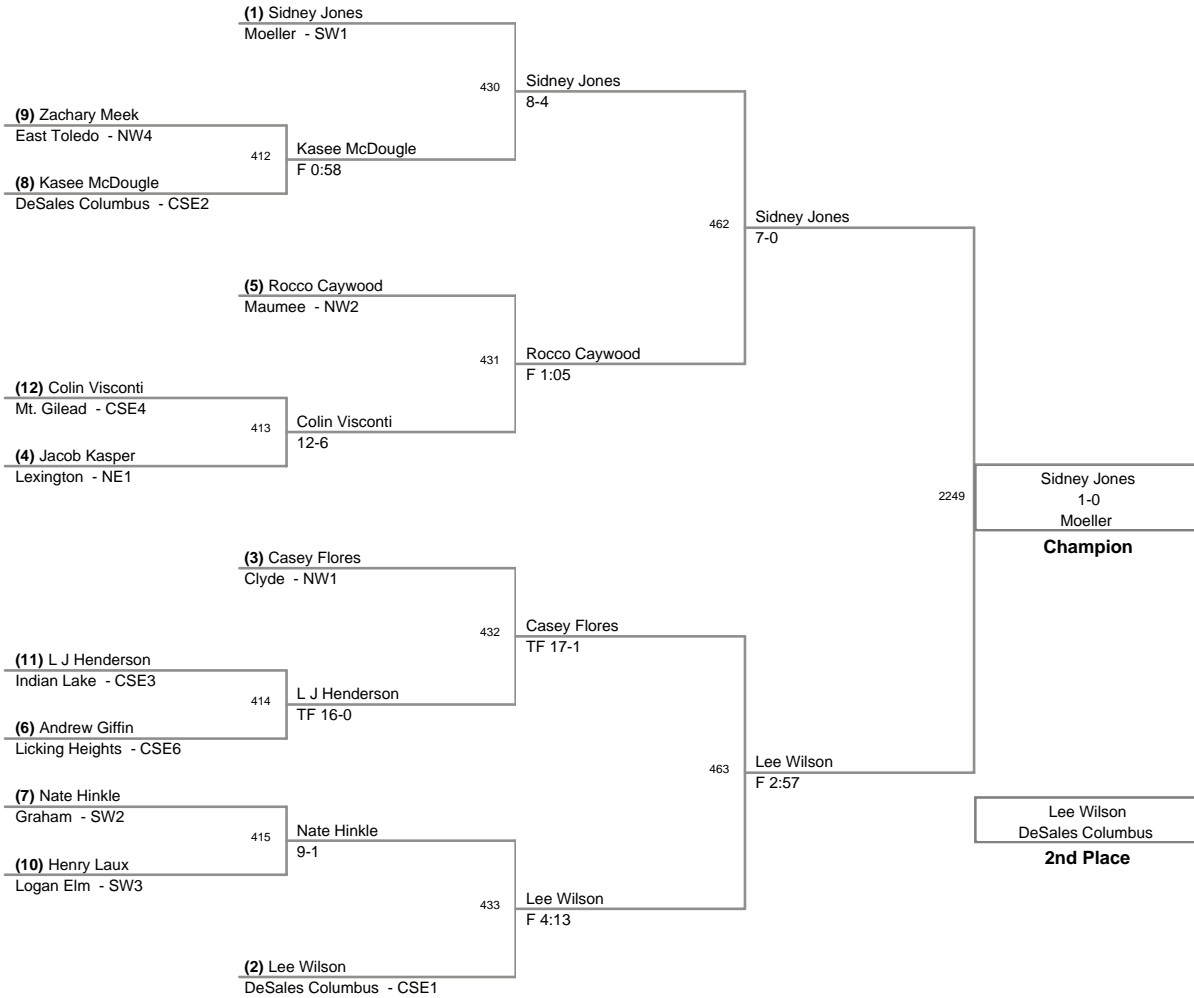 (1) Sidney Jones
Moeller - SW1
430
Sidney Jones
8-4
(9) Zachary Meek
East Toledo - NW4
412
Kasee McDougle
F 0:58
(8) Kasee McDougle
DeSales Columbus - CSE2
462
Sidney Jones
7-0
(5) Rocco Caywood
Maumee - NW2
431
Rocco Caywood
F 1:05
(12) Colin Visconti
Mt. Gilead - CSE4
413
Colin Visconti
12-6
(4) Jacob Kasper
Lexington - NE1
2249
Sidney Jones
1-0
Moeller
Champion
(3) Casey Flores
Clyde - NW1
432
Casey Flores
TF 17-1
(11) L J Henderson
Indian Lake - CSE3
414
L J Henderson
TF 16-0
(6) Andrew Giffin
Licking Heights - CSE6
463
Lee Wilson
F 2:57
(7) Nate Hinkle
Graham - SW2
415
Nate Hinkle
9-1
(10) Henry Laux
Logan Elm - SW3
Lee Wilson
DeSales Columbus
2nd Place
433
Lee Wilson
F 4:13
(2) Lee Wilson
DeSales Columbus - CSE1